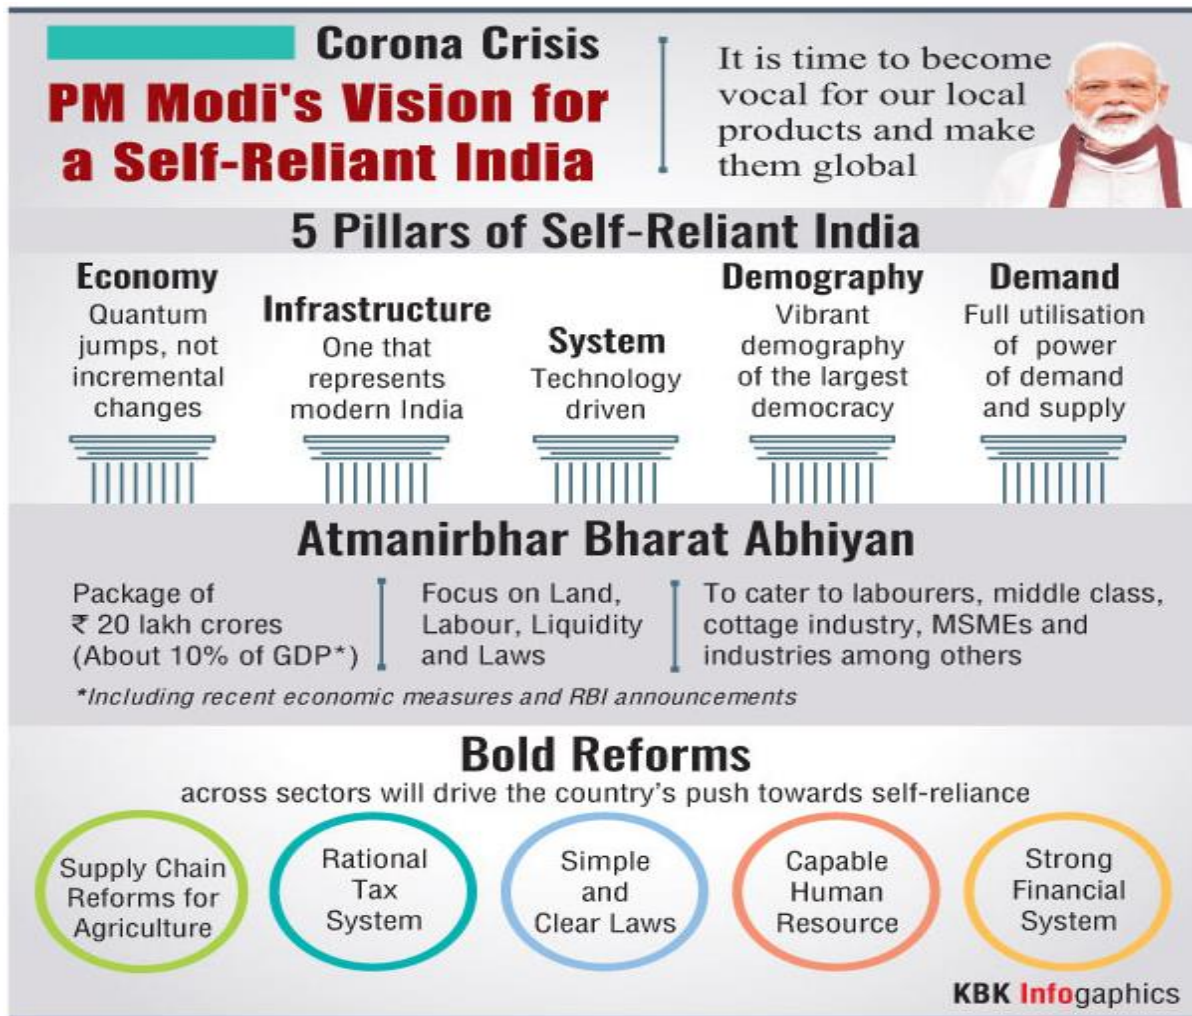 Corona Crisis
PM Modi's Vision for
a Self-Reliant India
It is time to become
vocal for our local
products and make
them global
5 Pillars of Self-Reliant India
Economy
Quantum
jumps, not
incremental
changes
Infrastructure
One that
represents
modern India
System
Technology
driven
Demography
Vibrant
demography
of the largest
democracy
Demand
Full utilisation
of power
of demand
and supply
Atmanirbhar Bharat Abhiyan
Package of
₹ 20 lakh crores
(About 10% of GDP*)
Focus on Land,
Labour, Liquidity
and Laws
To cater to labourers, middle class,
cottage industry, MSMEs and
industries among others
*Including recent economic measures and RBI announcements
Bold Reforms
across sectors will drive the country's push towards self-reliance
Supply Chain
Reforms for
Agriculture
Rational
Tax
System
Simple
and
Clear Laws
Capable
Human
Resource
Strong
Financial
System
KBK Infogaphics